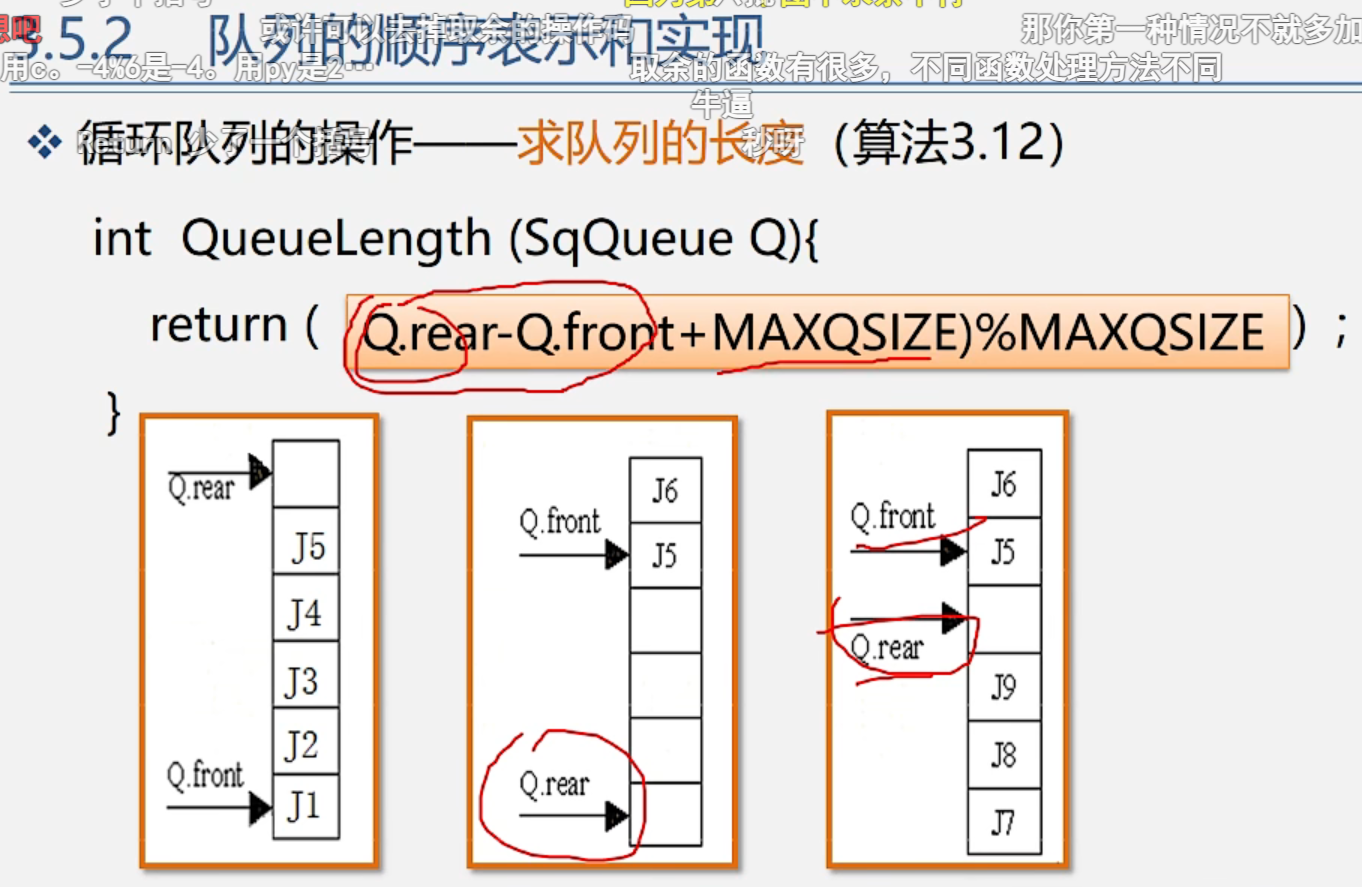 或许可以去掉取余的操作码
那你第一种情况不就多加
想吧
3.5.2 队列的顺序表示和实现
用c。-4%6是-4。用py是2…
取余的函数有很多，不同函数处理方法不同
牛逼
循环队列的操作——求队列的长度（算法3.12）
秒呀
int QueueLength (SqQueue Q){
return ( Q.rear-Q.front+MAXQSIZE)%MAXQSIZE ) ;
}
Q.rear
J5
J4
J3
J2
Q.front
J1
J6
Q.front
J5
Q.rear
J6
Q.front
J5
Q.rear
J9
J8
J7